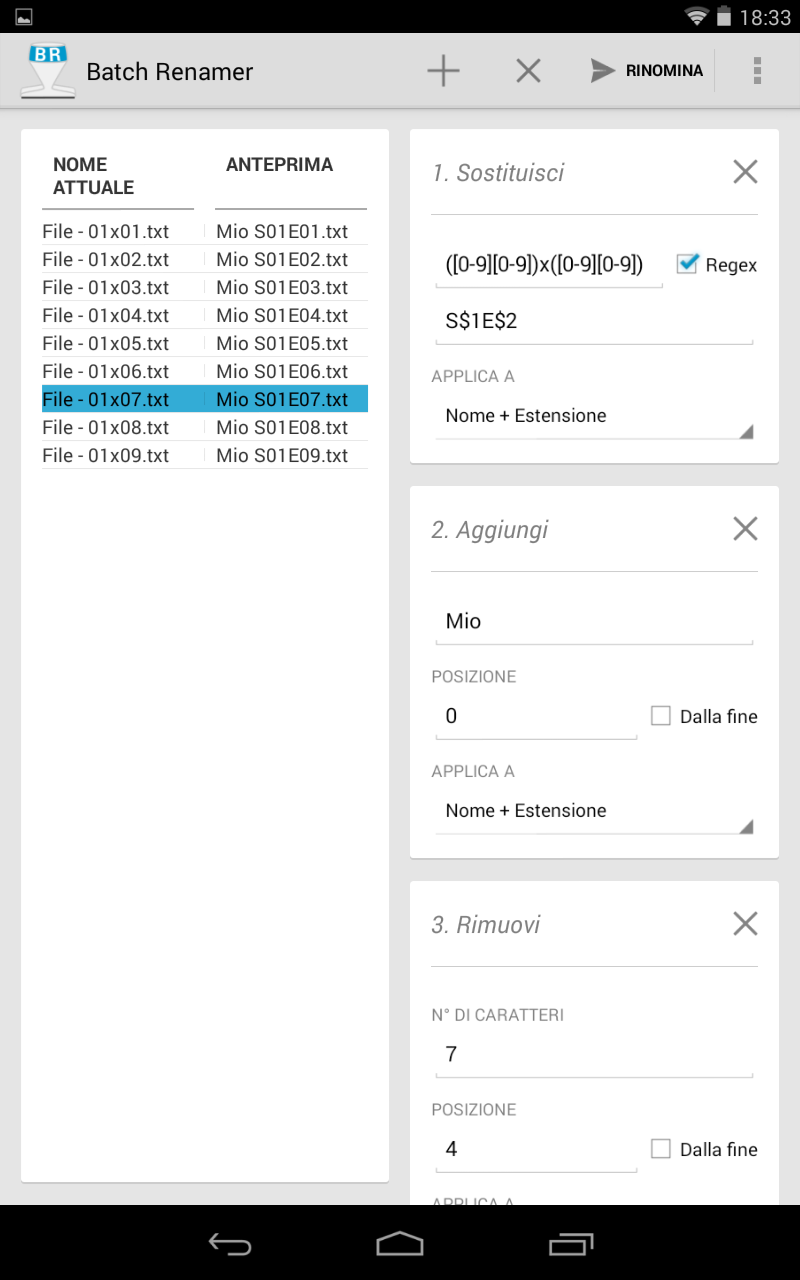 18:33
BR
Batch Renamer
RINOMINA
NOME
ATTUALE
ANTEPRIMA
File - 01x01.txt Mio S01E01.txt
File - 01x02.txt Mio S01E02.txt
File - 01x03.txt Mio S01E03.txt
File - 01x04.txt Mio S01E04.txt
File - 01x05.txt Mio S01E05.txt
File - 01x06.txt Mio S01E06.txt
File - 01x07.txt Mio S01E07.txt
File - 01x08.txt Mio S01E08.txt
File - 01x09.txt Mio S01E09.txt
1. Sostituisci
([0-9][0-9])x([0-9][0-9]) Regex
S$1E$2
APPLICA A
Nome + Estensione
2. Aggiungi
Mio
POSIZIONE
0 Dalla fine
APPLICA A
Nome + Estensione
3. Rimuovi
N° DI CARATTERI
7
POSIZIONE
4 Dalla fine
APPLICA A